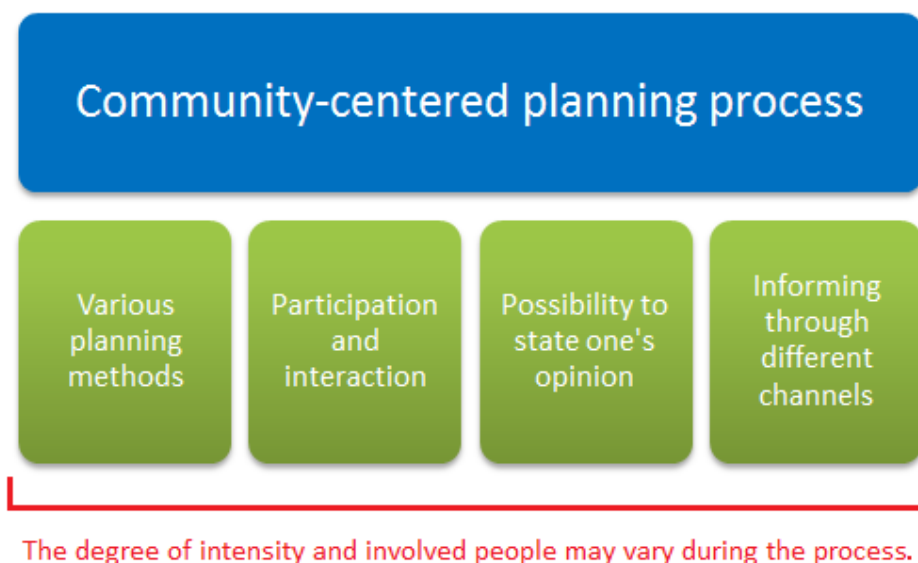 Community-centered planning process
Various
planning
methods
Participation
and
interaction
Possibility to
state one's
opinion
Informing
through
different
channels
The degree of intensity and involved people may vary during the process.